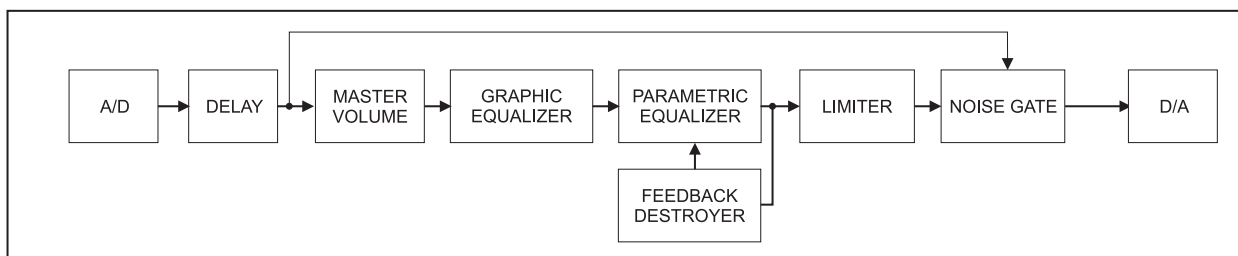 A/D
DELAY
MASTER
VOLUME
GRAPHIC
EQUALIZER
PARAMETRIC
EQUALIZER
LIMITER
NOISE GATE
D/A
FEEDBACK
DESTROYER